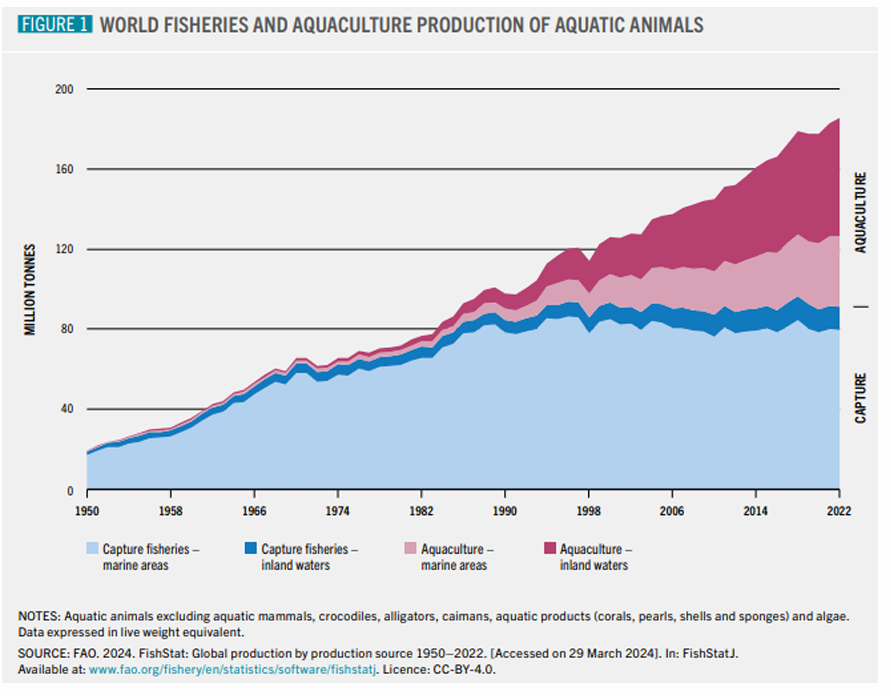 FIGURE 1 WORLD FISHERIES AND AQUACULTURE PRODUCTION OF AQUATIC ANIMALS
200
160
120
80
40
0
MILLION TONNES
AQUACULTURE
CAPTURE
1950 1958 1966 1974 1982 1990 1998 2006 2014 2022
Capture fisheries –
marine areas
Capture fisheries –
inland waters
Aquaculture –
marine areas
Aquaculture –
inland waters
NOTES: Aquatic animals excluding aquatic mammals, crocodiles, alligators, caimans, aquatic products (corals, pearls, shells and sponges) and algae.
Data expressed in live weight equivalent.
SOURCE: FAO. 2024. FishStat: Global production by production source 1950–2022. [Accessed on 29 March 2024]. In: FishStatJ.
Available at: www.fao.org/fishery/en/statistics/software/fishstatj. Licence: CC-BY-4.0.